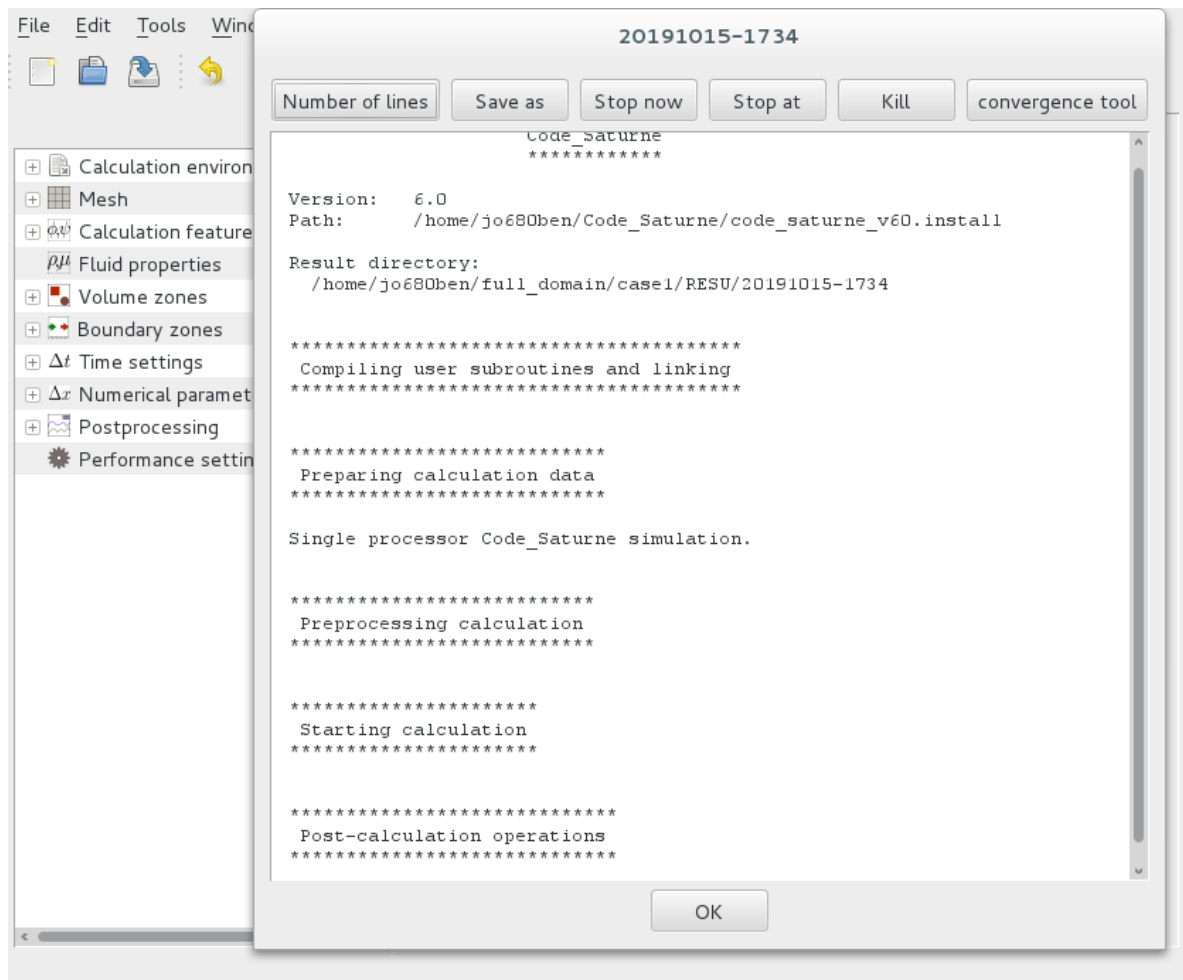 File Edit Tools
20191015-1734
Number of lines Save as Stop now Stop at Kill convergence tool
Calculation environ
Mesh
Calculation feature
Fluid properties
Volume zones
Boundary zones
Δt Time settings
Δx Numerical paramet
Postprocessing
Performance settin
Code_Saturne
************
Version: 6.0
Path: /home/jo680ben/Code_Saturne/code_saturne_v60.install
Result directory:
/home/jo680ben/full_domain/case1/RESU/20191015-1734
****************************************
Compiling user subroutines and linking
****************************************
****************************
Preparing calculation data
****************************
Single processor Code_Saturne simulation.
***************************
Preprocessing calculation
***************************
**********************
Starting calculation
**********************
*****************************
Post-calculation operations
*****************************
OK